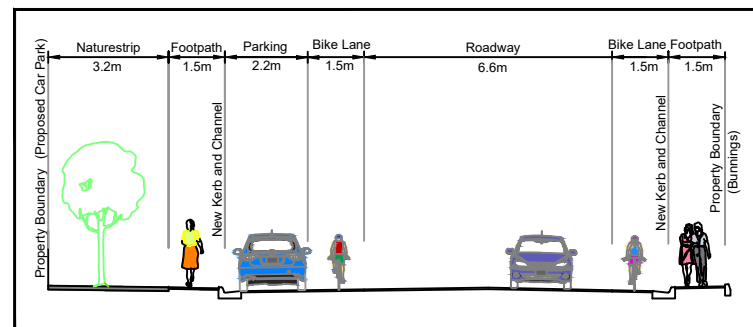 Naturestrip Footpath Parking Bike Lane Roadway Bike Lane Footpath
3.2m 1.5m 2.2m 1.5m 6.6m 1.5m 1.5m
Property Boundary (Proposed Car Park)
New Kerb and Channel
New Kerb and Channel
Property Boundary
(Bunnings)